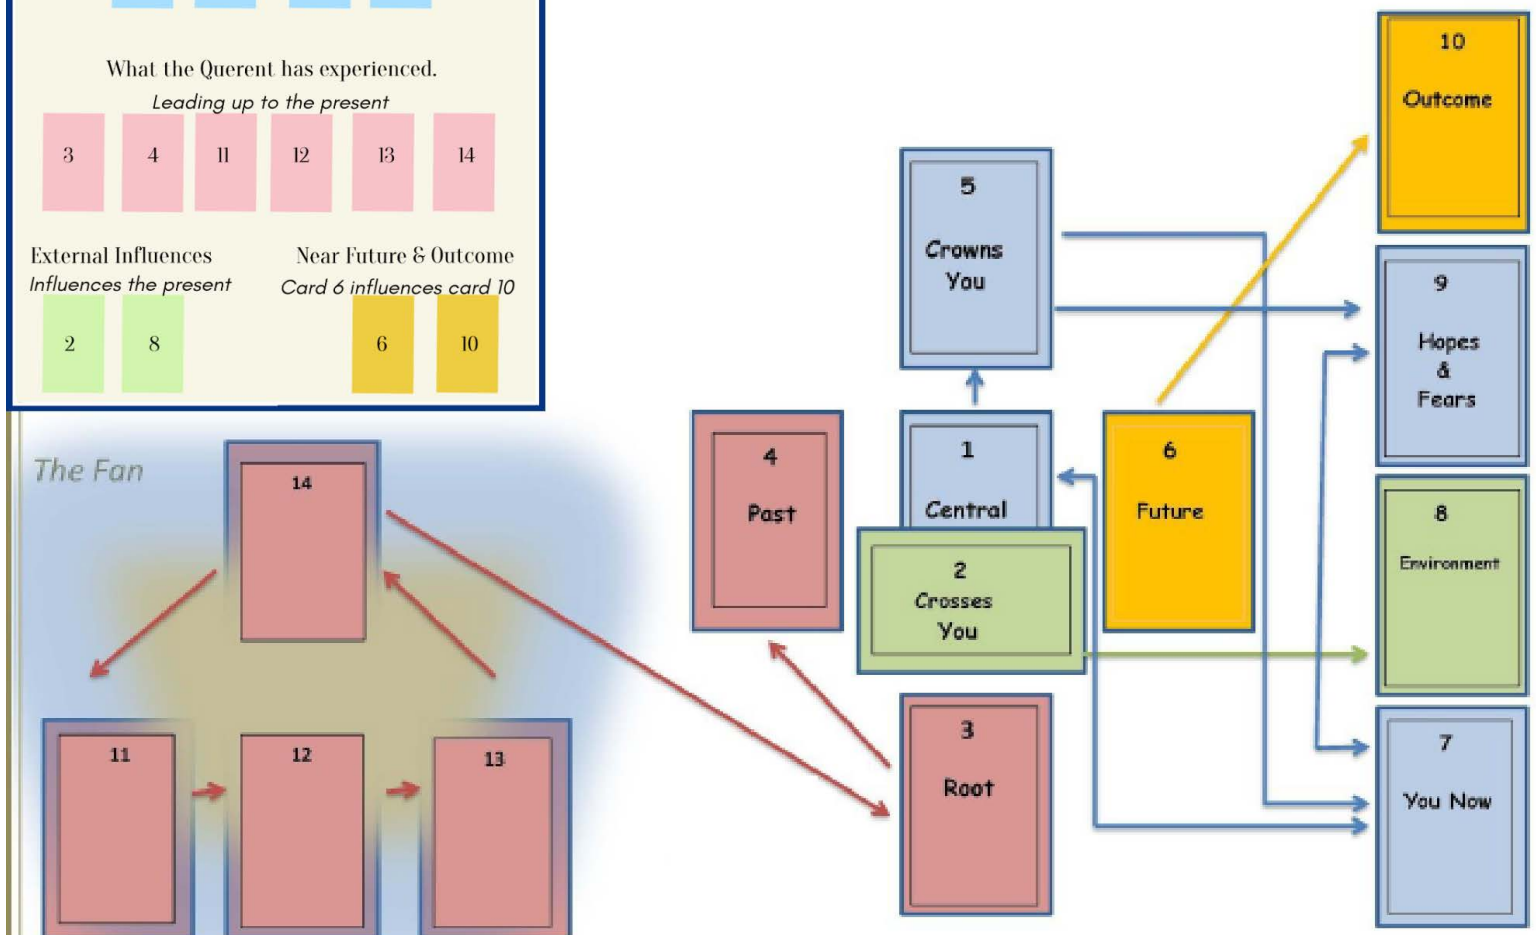 What the Querent has experienced.
Leading up to the present
3 4 11 12 13 14
External Influences
Influences the present
2 8
Near Future & Outcome
Card 6 influences card 10
6 10
The Fan
14
11
12
13
4
Past
5
Crowns
You
1
Central
2
Crosses
You
3
Root
6
Future
10
Outcome
9
Hopes
&
Fears
8
Environment
7
You Now